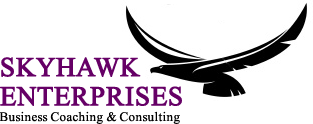 SKYHAWK
ENTERPRISES
Business Coaching & Consulting